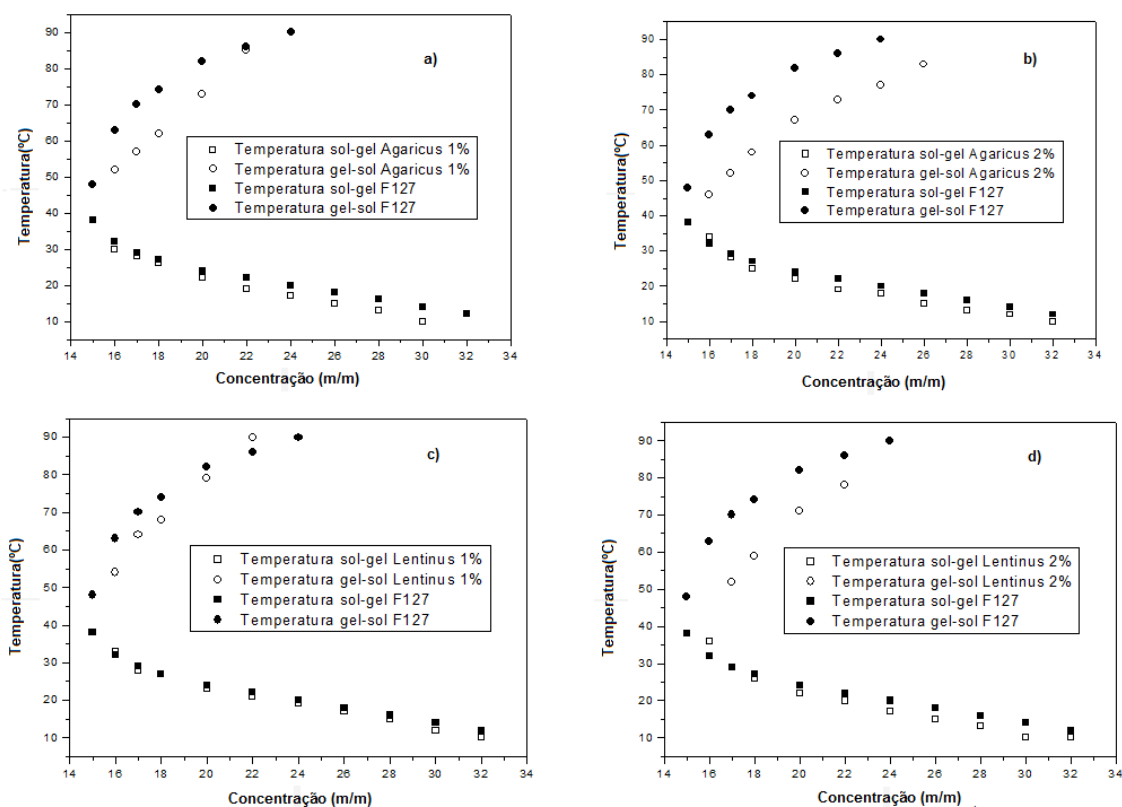 a)
90
80
70
60
50
40
30
20
10
Temperatura(ºC)
Temperatura sol-gel Agaricus 1%
Temperatura gel-sol Agaricus 1%
Temperatura sol-gel F127
Temperatura gel-sol F127
14 16 18 20 22 24 26 28 30 32 34
Concentração (m/m)
b)
90
80
70
60
50
40
30
20
10
Temperatura(ºC)
Temperatura sol-gel Agaricus 2%
Temperatura gel-sol Agaricus 2%
Temperatura sol-gel F127
Temperatura gel-sol F127
14 16 18 20 22 24 26 28 30 32 34
Concentração (m/m)
c)
90
80
70
60
50
40
30
20
10
Temperatura(ºC)
Temperatura sol-gel Lentinus 1%
Temperatura gel-sol Lentinus 1%
Temperatura sol-gel F127
Temperatura gel-sol F127
14 16 18 20 22 24 26 28 30 32 34
Concentração (m/m)
d)
90
80
70
60
50
40
30
20
10
Temperatura(ºC)
Temperatura sol-gel Lentinus 2%
Temperatura gel-sol Lentinus 2%
Temperatura sol-gel F127
Temperatura gel-sol F127
14 16 18 20 22 24 26 28 30 32 34
Concentração (m/m)